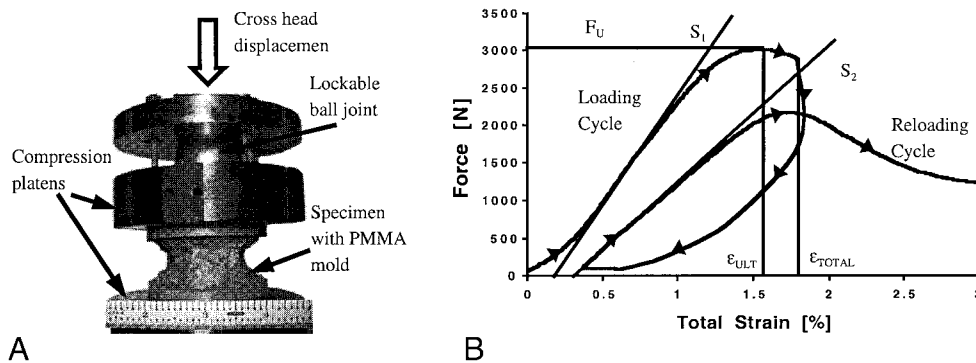 Cross head
displacemen
Lockable
ball joint
Compression
platens
Specimen
with PMMA
mold
A
3500
3000
2500
2000
1500
1000
500
0
Force [N]
F_U
S_1
S_2
Loading
Cycle
Reloading
Cycle
ε_ULT
ε_TOTAL
0 0.5 1 1.5 2 2.5 3
Total Strain [%]
B